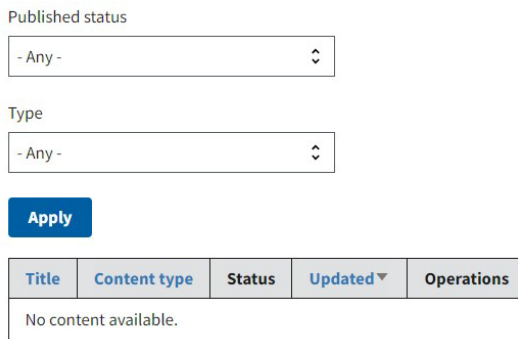 Published status
- Any -
Type
- Any -
Apply
Title Content type Status Updated Operations
No content available.